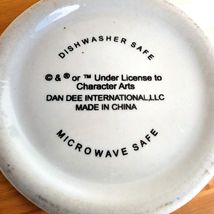 DISHWASHER SAFE
© & ® or ™ Under License to
Character Arts
DAN DEE INTERNATIONAL,LLC
MADE IN CHINA
MICROWAVE SAFE